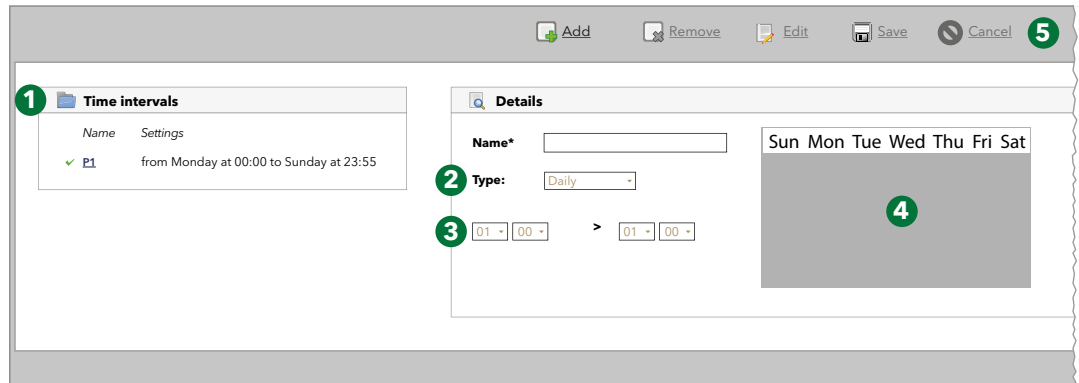 Add Remove Edit Save Cancel 5
1 Time intervals
Name Settings
P1 from Monday at 00:00 to Sunday at 23:55
Details
Name*
2 Type: Daily
3 01 00 > 01 00
Sun Mon Tue Wed Thu Fri Sat
4